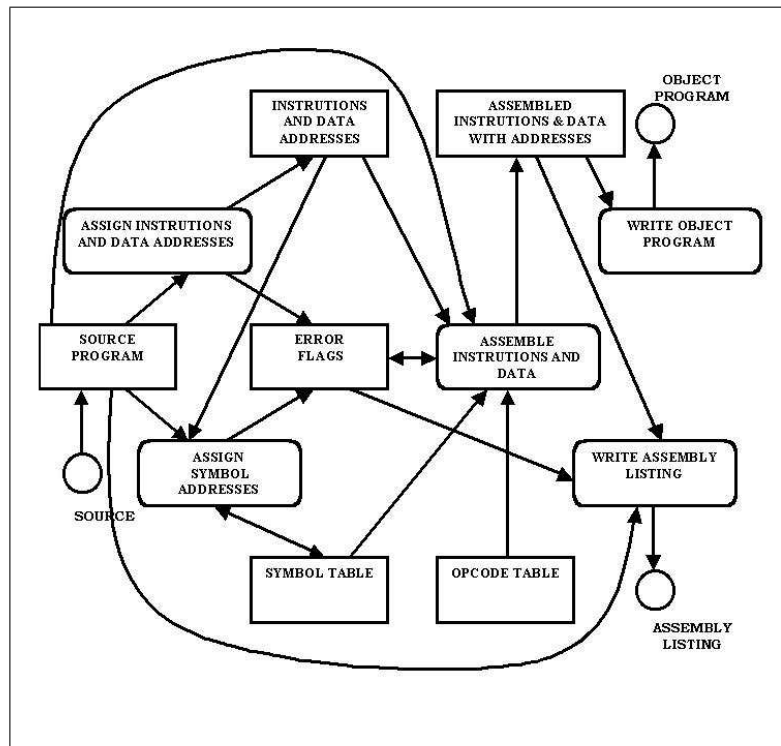 OBJECT
PROGRAM
INSTRUTIONS
AND DATA
ADDRESSES
ASSEMBLED
INSTRUTIONS & DATA
WITH ADDRESSES
ASSIGN INSTRUTIONS
AND DATA ADDRESSES
WRITE OBJECT
PROGRAM
SOURCE
PROGRAM
ERROR
FLAGS
ASSEMBLE
INSTRUTIONS AND
DATA
ASSIGN
SYMBOL
ADDRESSES
WRITE ASSEMBLY
LISTING
SOURCE
SYMBOL TABLE
OPCODE TABLE
ASSEMBLY
LISTING